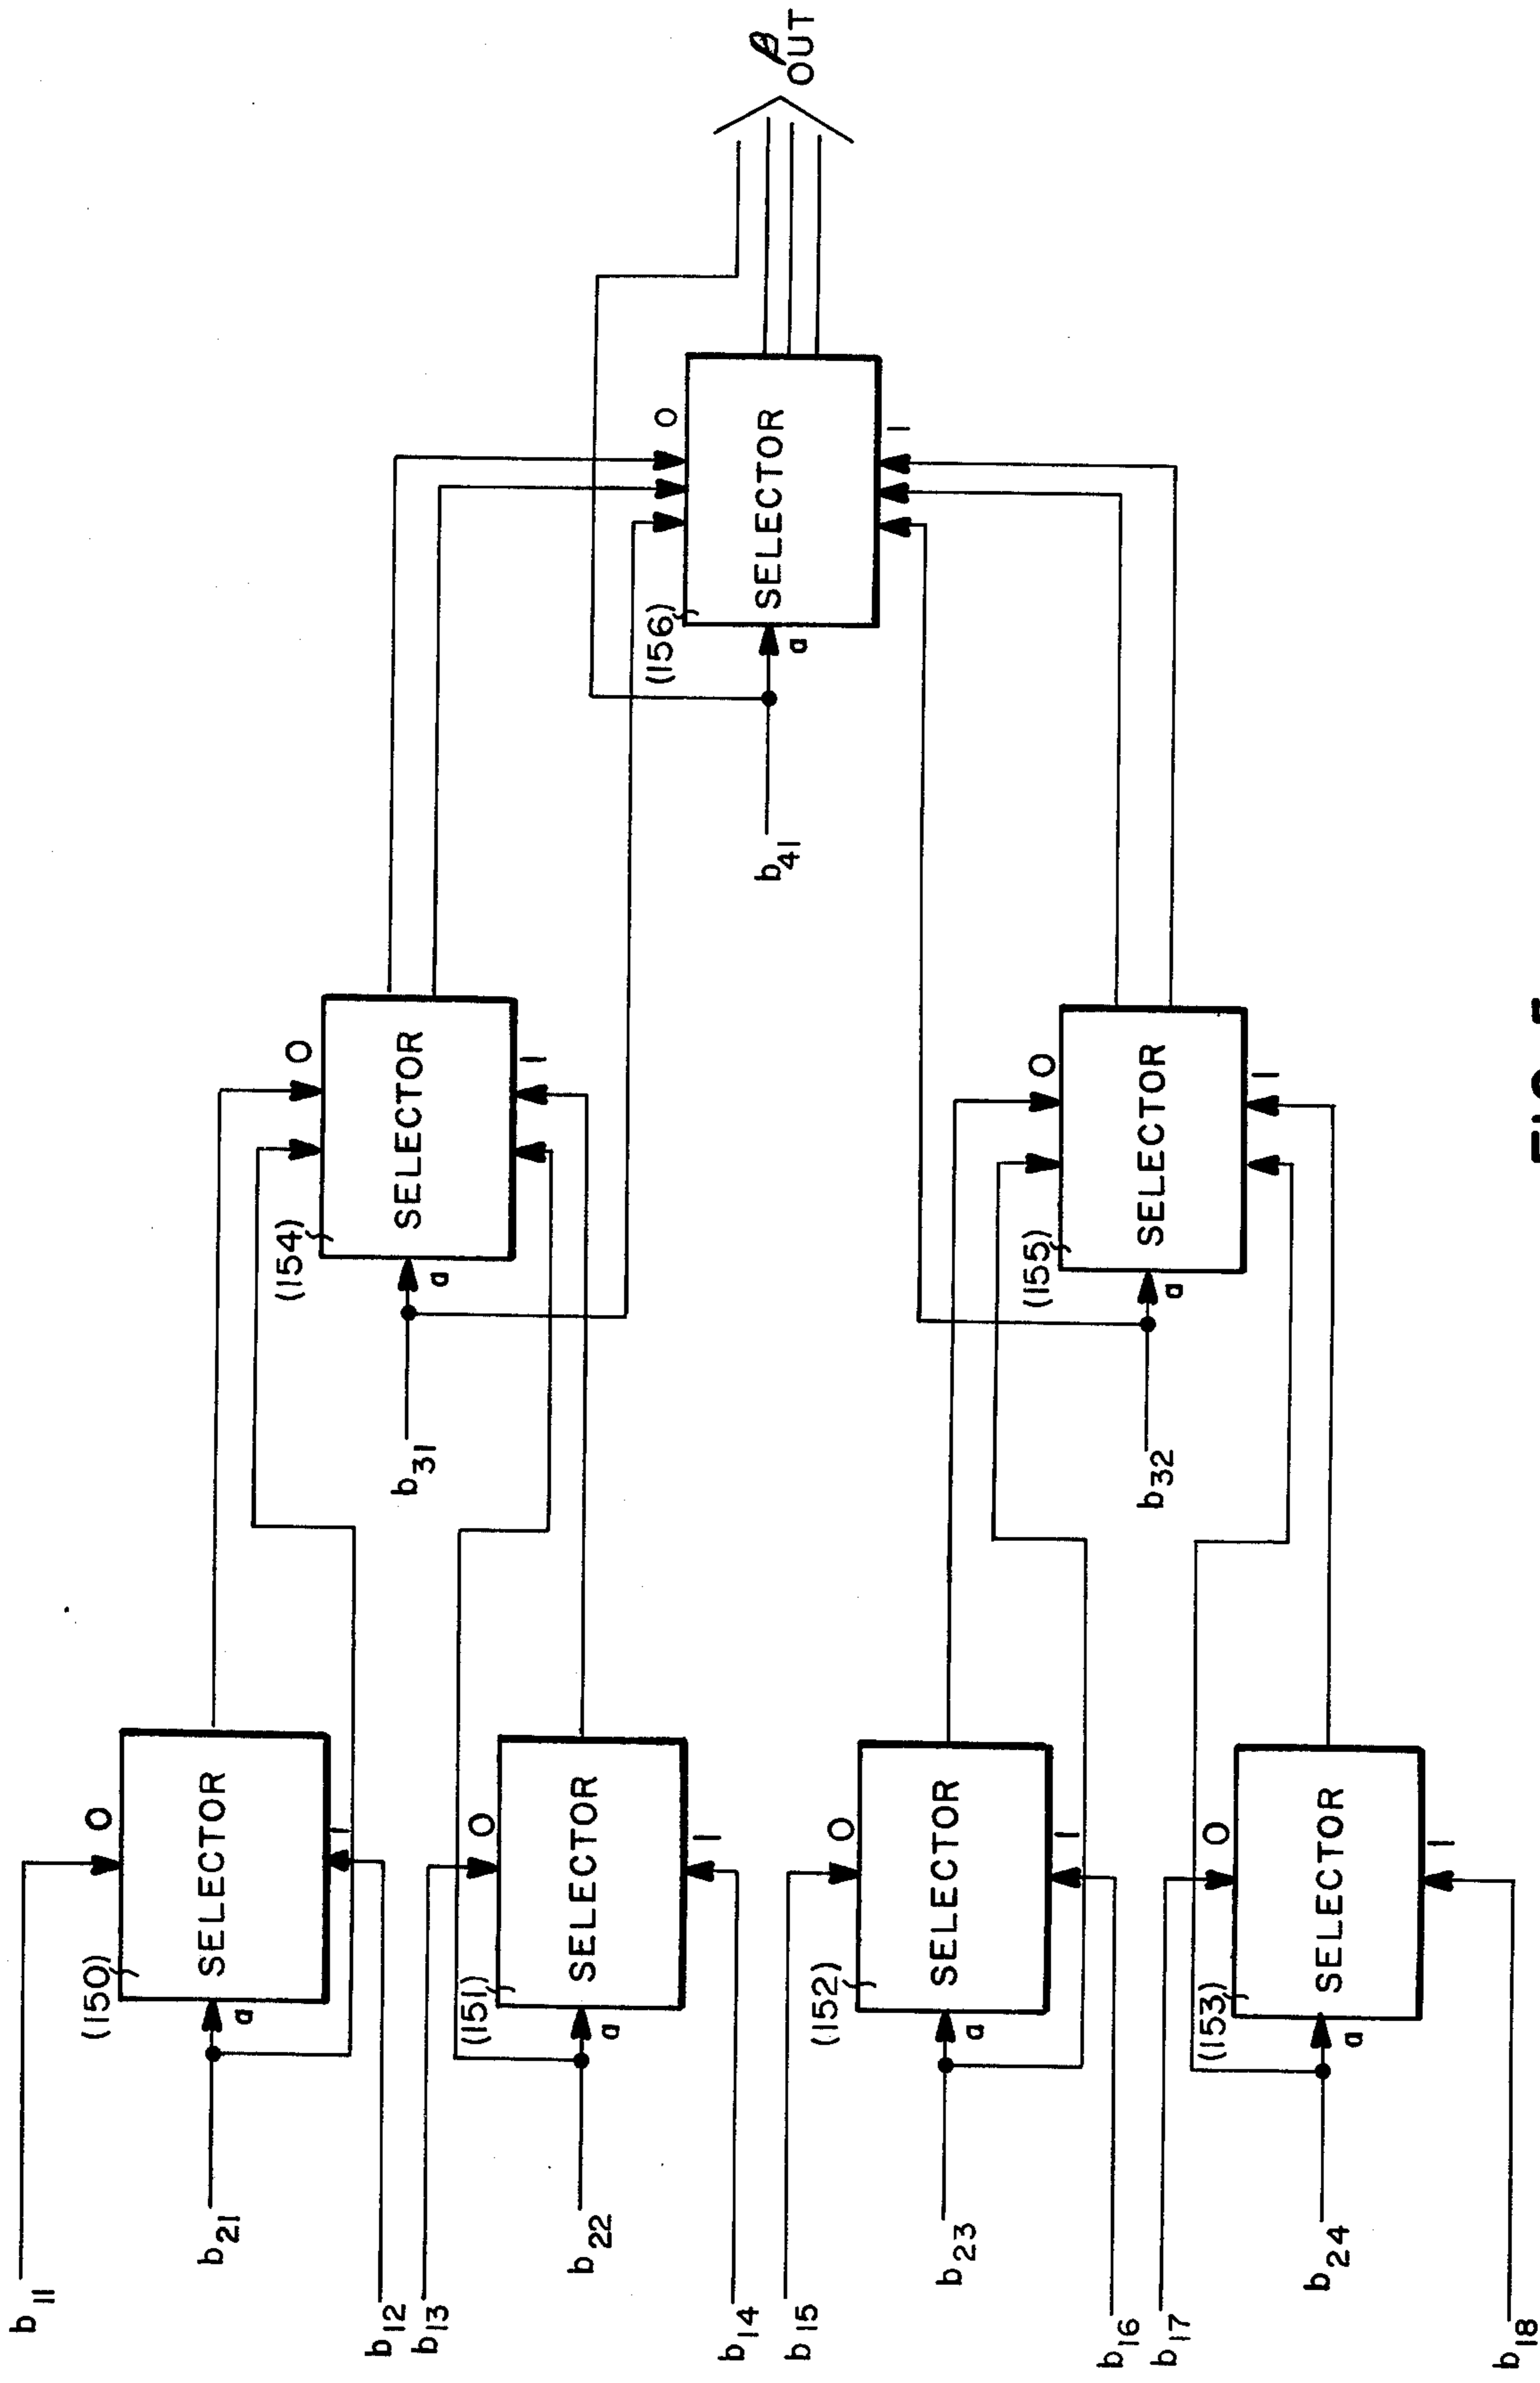 b11
b21
b12
b13
b22
b14
b15
b23
b16
b17
b24
b18
(150)
SELECTOR
0
1
a
(151)
SELECTOR
0
1
a
(152)
SELECTOR
0
1
a
(153)
SELECTOR
0
1
a
b31
(154)
SELECTOR
0
1
a
b32
(155)
SELECTOR
0
1
a
b41
(156)
SELECTOR
0
1
a
β
OUT